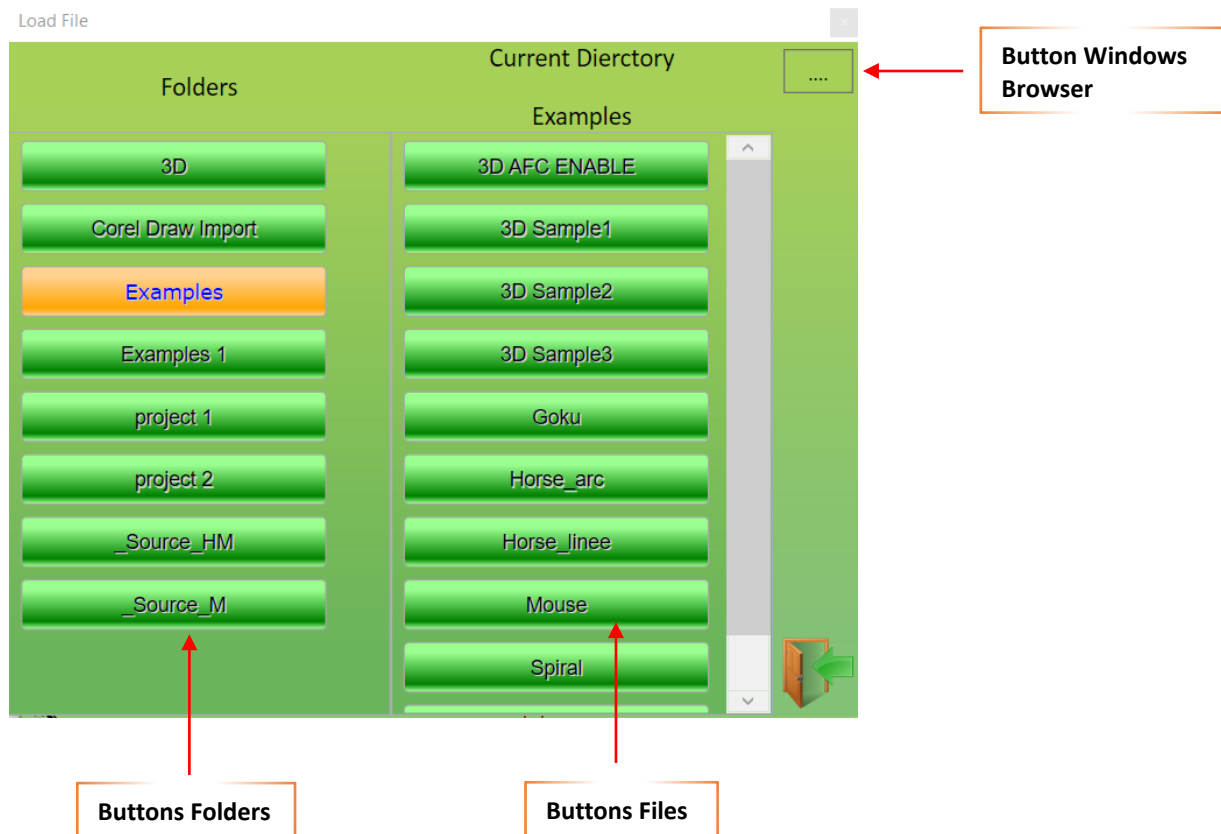 Load File
x
Folders
Current Dierctory
Examples
....
Button Windows
Browser
3D
Corel Draw Import
Examples
Examples 1
project 1
project 2
_Source_HM
_Source_M
3D AFC ENABLE
3D Sample1
3D Sample2
3D Sample3
Goku
Horse_arc
Horse_linee
Mouse
Spiral
Buttons Folders
Buttons Files